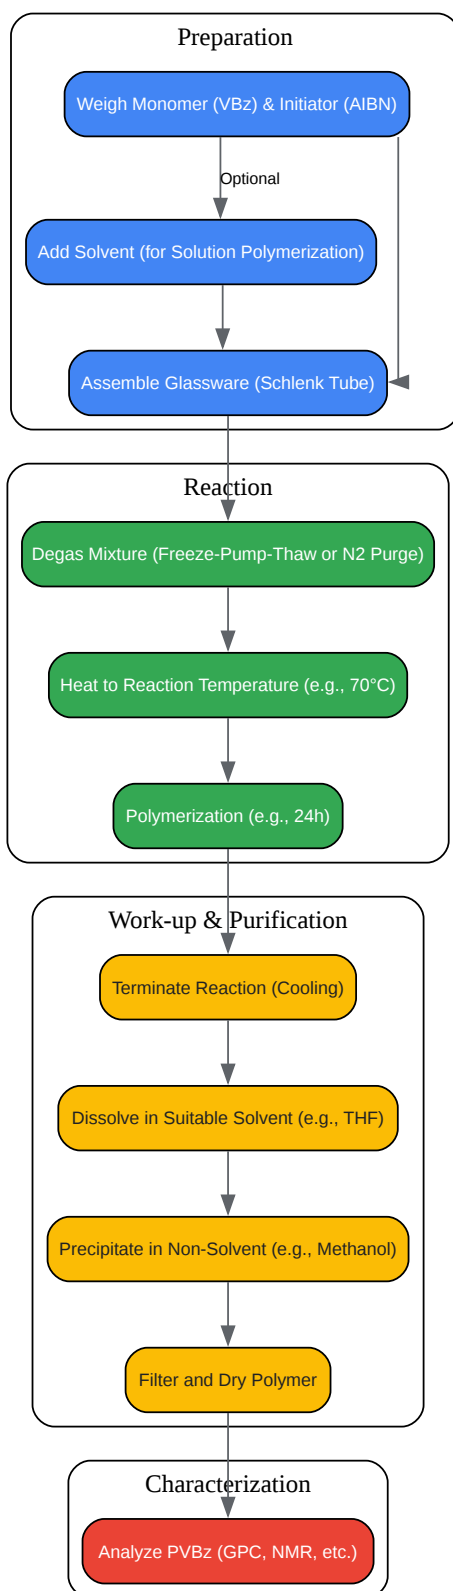 Preparation
Weigh Monomer (VBz) & Initiator (AIBN)
Optional
Add Solvent (for Solution Polymerization)
Assemble Glassware (Schlenk Tube)
Reaction
Degas Mixture (Freeze-Pump-Thaw or N2 Purge)
Heat to Reaction Temperature (e.g., 70°C)
Polymerization (e.g., 24h)
Work-up & Purification
Terminate Reaction (Cooling)
Dissolve in Suitable Solvent (e.g., THF)
Precipitate in Non-Solvent (e.g., Methanol)
Filter and Dry Polymer
Characterization
Analyze PVBz (GPC, NMR, etc.)